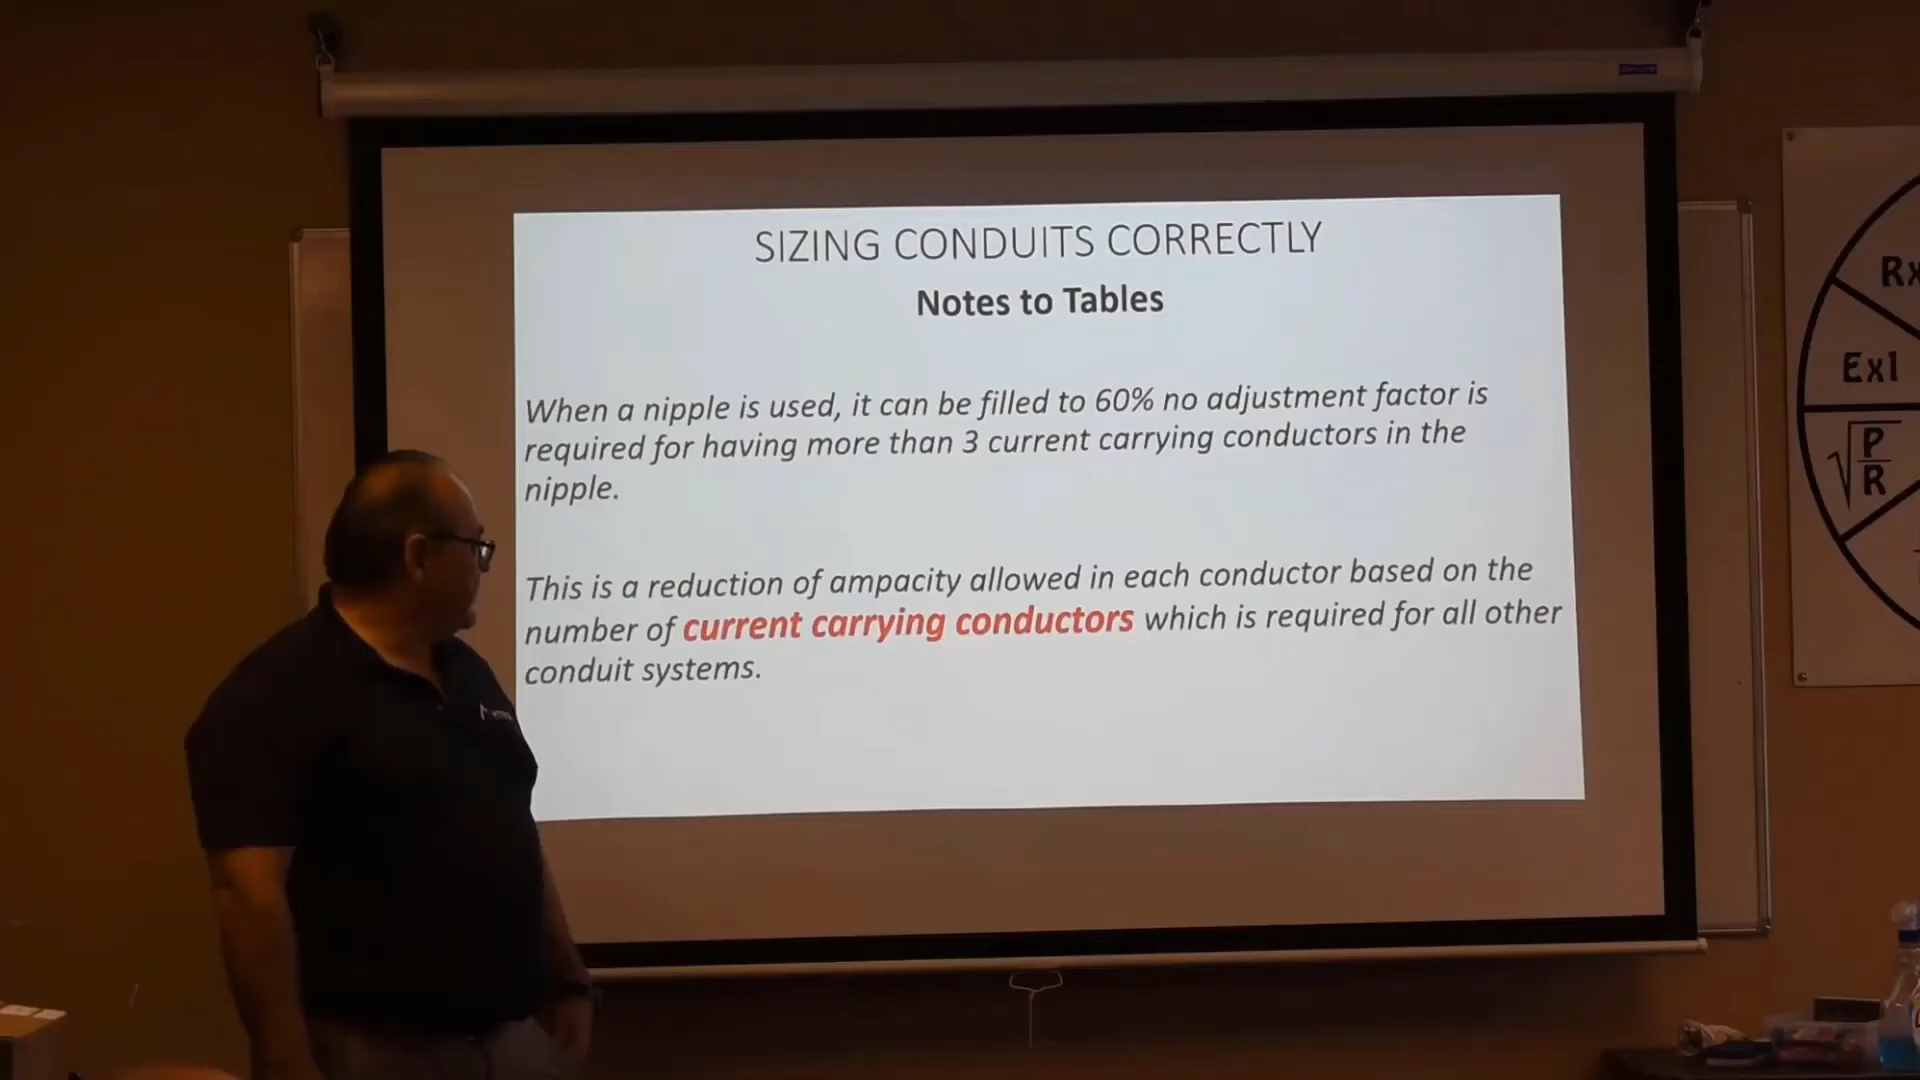 SIZING CONDUITS CORRECTLY
Notes to Tables
When a nipple is used, it can be filled to 60% no adjustment factor is
required for having more than 3 current carrying conductors in the
nipple.
This is a reduction of ampacity allowed in each conductor based on the
number of current carrying conductors which is required for all other
conduit systems.
Rx
ExI
√P/R